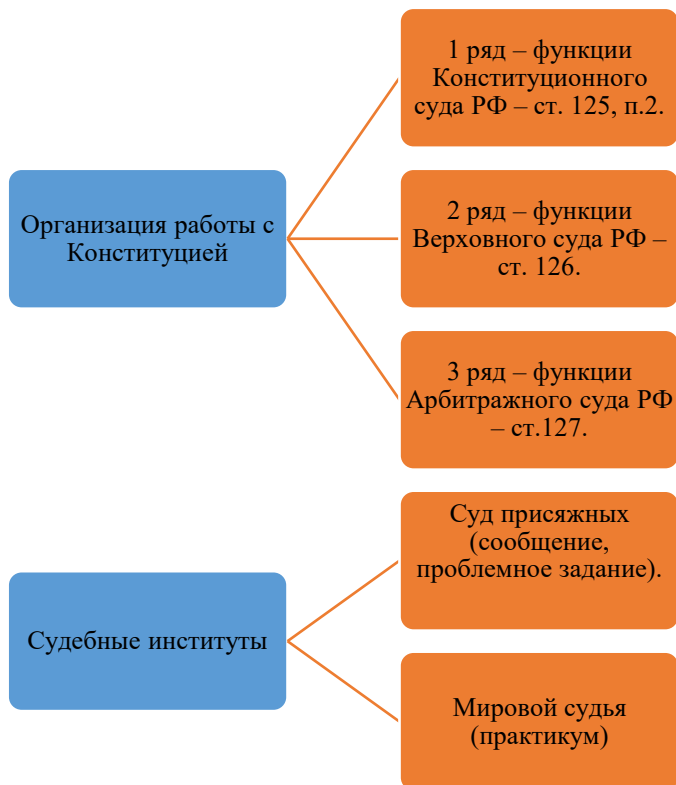 1 ряд – функции
Конституционного
суда РФ – ст. 125, п.2.
Организация работы с
Конституцией
2 ряд – функции
Верховного суда РФ –
ст. 126.
3 ряд – функции
Арбитражного суда РФ
– ст.127.
Суд присяжных
(сообщение,
проблемное задание).
Судебные институты
Мировой судья
(практикум)